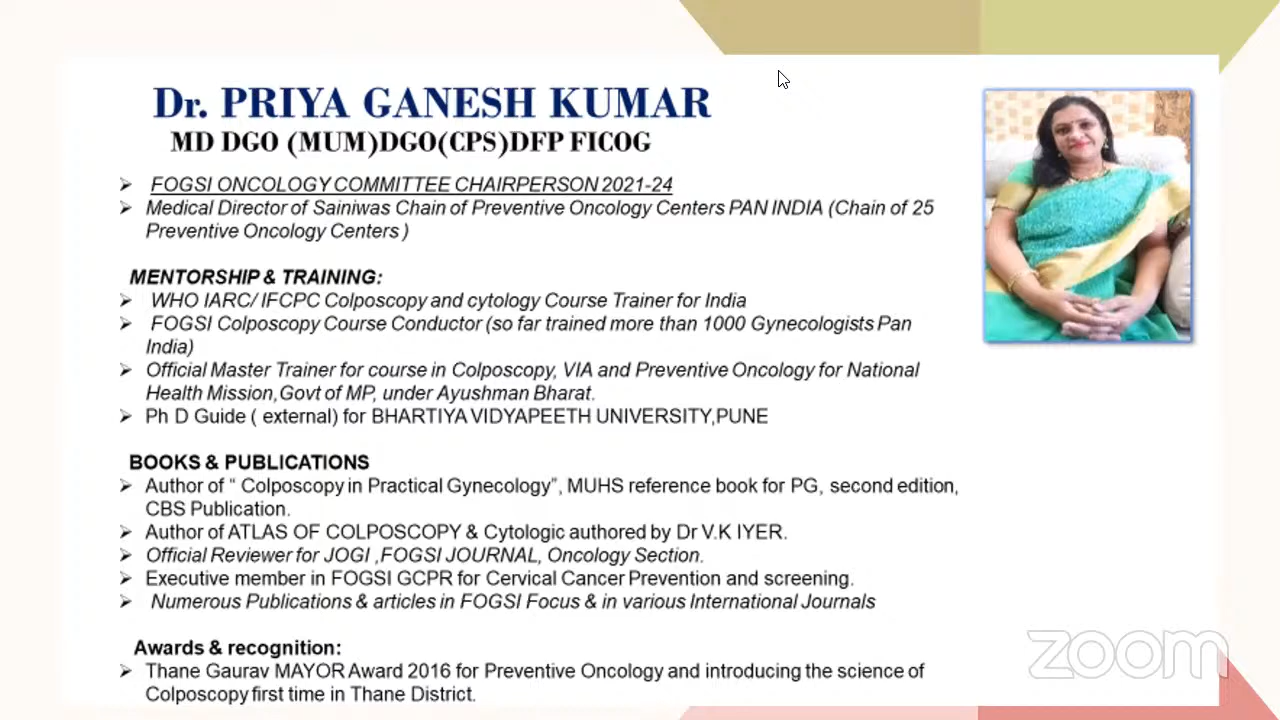 Dr. PRIYA GANESH KUMAR
MD DGO (MUM)DGO(CPS)DFP FICOG
➢ FOGSI ONCOLOGY COMMITTEE CHAIRPERSON 2021-24
➢ Medical Director of Sainiwas Chain of Preventive Oncology Centers PAN INDIA (Chain of 25
Preventive Oncology Centers )
MENTORSHIP & TRAINING:
➢ WHO IARC/ IFCPC Colposcopy and cytology Course Trainer for India
➢ FOGSI Colposcopy Course Conductor (so far trained more than 1000 Gynecologists Pan
India)
➢ Official Master Trainer for course in Colposcopy, VIA and Preventive Oncology for National
Health Mission,Govt of MP, under Ayushman Bharat.
➢ Ph D Guide ( external) for BHARTIYA VIDYAPEETH UNIVERSITY,PUNE
BOOKS & PUBLICATIONS
➢ Author of “ Colposcopy in Practical Gynecology”, MUHS reference book for PG, second edition,
CBS Publication.
➢ Author of ATLAS OF COLPOSCOPY & Cytologic authored by Dr V.K IYER.
➢ Official Reviewer for JOGI ,FOGSI JOURNAL, Oncology Section.
➢ Executive member in FOGSI GCPR for Cervical Cancer Prevention and screening.
➢ Numerous Publications & articles in FOGSI Focus & in various International Journals
Awards & recognition:
➢ Thane Gaurav MAYOR Award 2016 for Preventive Oncology and introducing the science of
Colposcopy first time in Thane District.
zoom